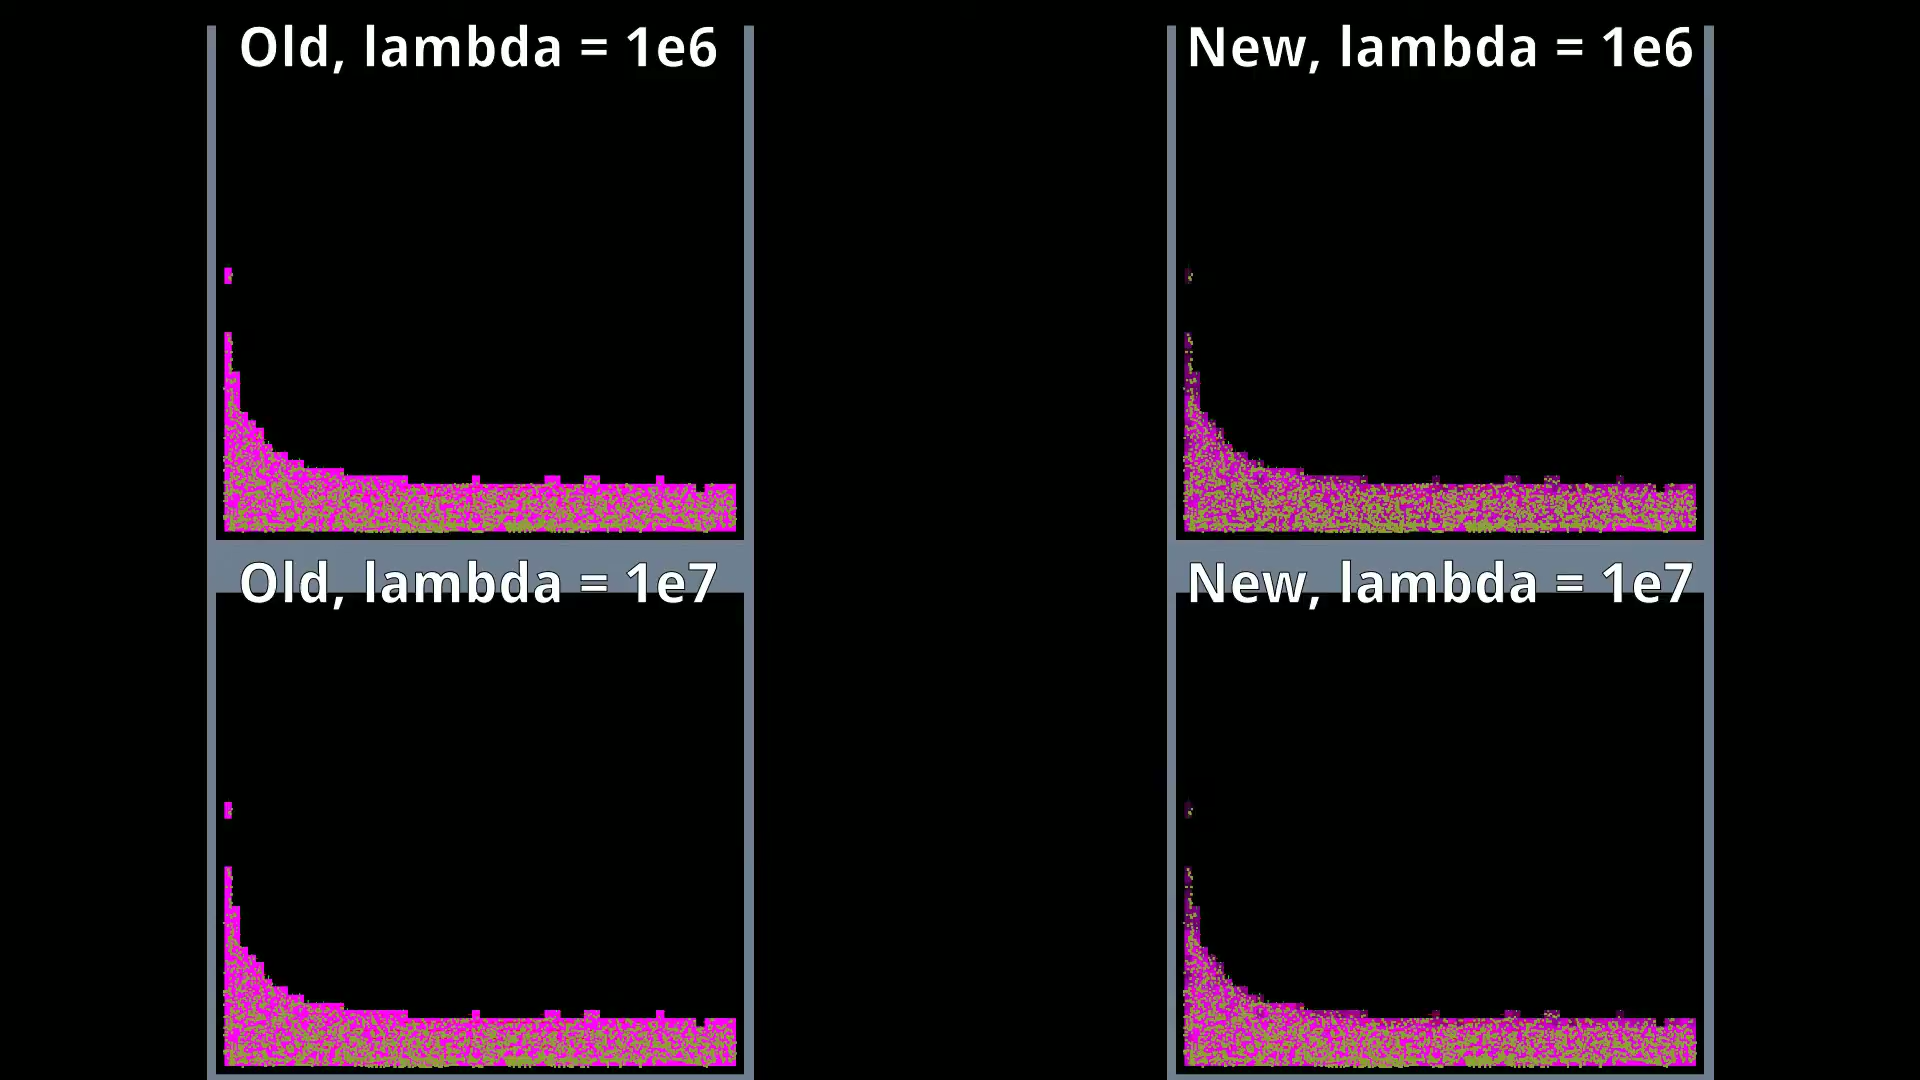 Old, lambda = 1e6
New, lambda = 1e6
Old, lambda = 1e7
New, lambda = 1e7